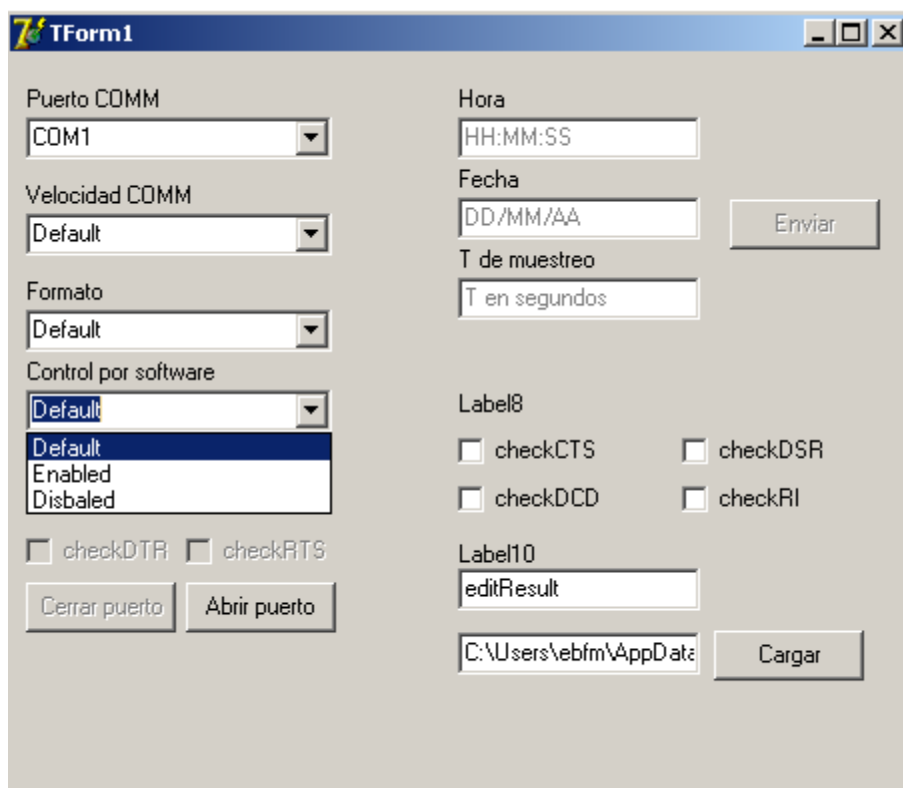 TForm1
Puerto COMM
COM1
Velocidad COMM
Default
Formato
Default
Control por software
Default
Default
Enabled
Disbaled
checkDTR
checkRTS
Cerrar puerto
Abrir puerto
Hora
HH:MM:SS
Fecha
DD/MM/AA
Enviar
T de muestreo
T en segundos
Label8
checkCTS
checkDSR
checkDCD
checkRI
Label10
editResult
C:\Users\ebfm\AppData
Cargar